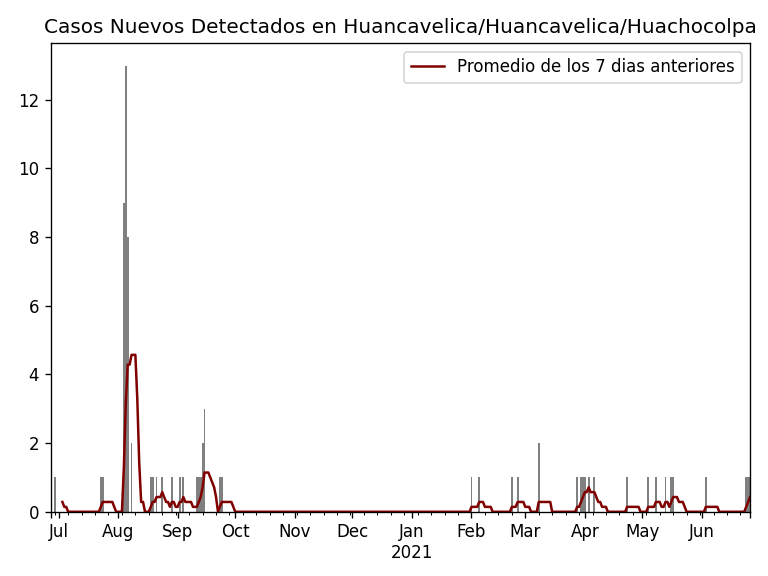 Casos Nuevos Detectados en Huancavelica/Huancavelica/Huachocolpa
Promedio de los 7 dias anteriores
12
10
8
6
4
2
0
Jul Aug Sep Oct Nov Dec Jan Feb Mar Apr May Jun
2021